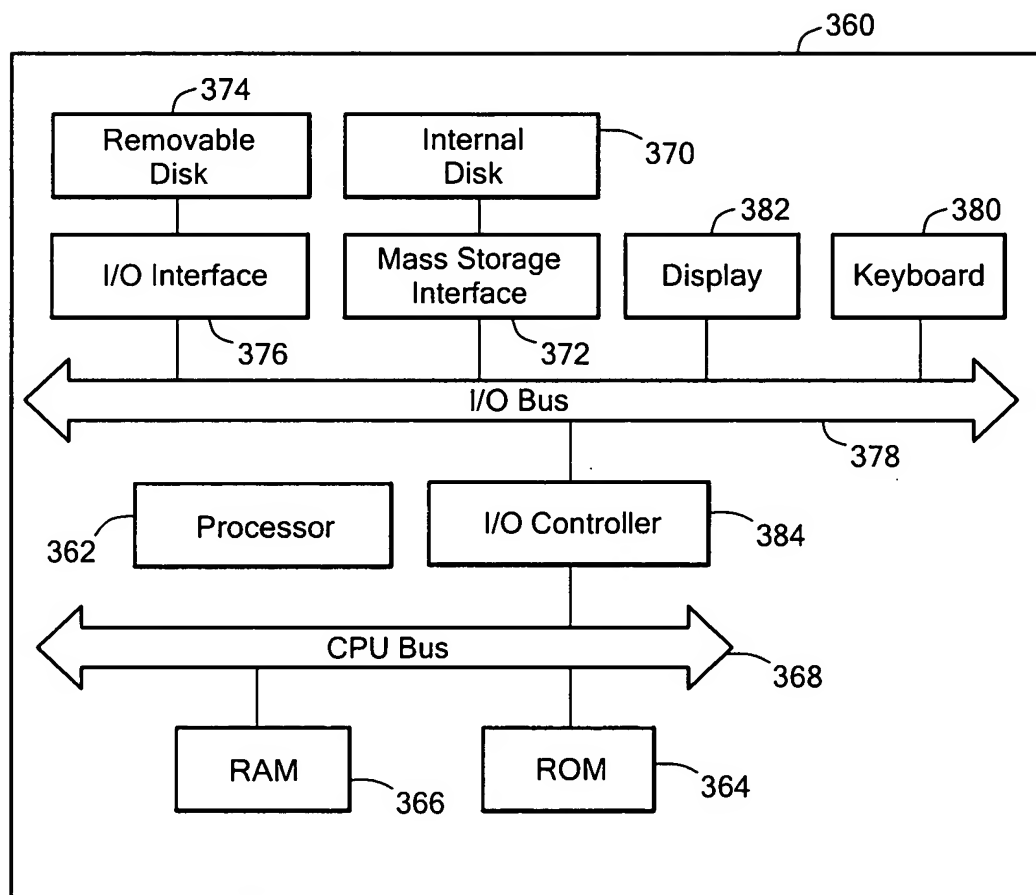 360
374
Removable
Disk
Internal
Disk
370
382
380
I/O Interface
Mass Storage
Interface
Display
Keyboard
376
372
I/O Bus
378
362
Processor
I/O Controller
384
CPU Bus
368
RAM
366
ROM
364